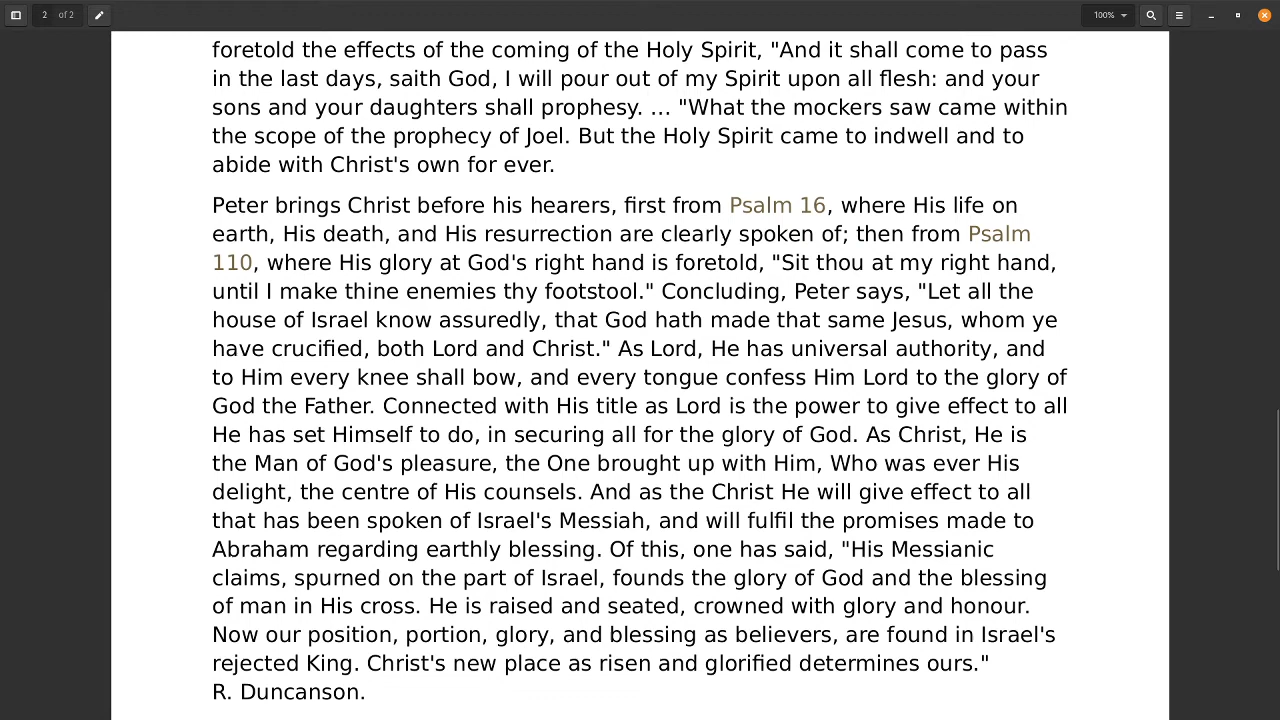 2 of 2
100%
foretold the effects of the coming of the Holy Spirit, "And it shall come to pass
in the last days, saith God, I will pour out of my Spirit upon all flesh: and your
sons and your daughters shall prophesy. ... "What the mockers saw came within
the scope of the prophecy of Joel. But the Holy Spirit came to indwell and to
abide with Christ's own for ever.
Peter brings Christ before his hearers, first from Psalm 16, where His life on
earth, His death, and His resurrection are clearly spoken of; then from Psalm
110, where His glory at God's right hand is foretold, "Sit thou at my right hand,
until I make thine enemies thy footstool." Concluding, Peter says, "Let all the
house of Israel know assuredly, that God hath made that same Jesus, whom ye
have crucified, both Lord and Christ." As Lord, He has universal authority, and
to Him every knee shall bow, and every tongue confess Him Lord to the glory of
God the Father. Connected with His title as Lord is the power to give effect to all
He has set Himself to do, in securing all for the glory of God. As Christ, He is
the Man of God's pleasure, the One brought up with Him, Who was ever His
delight, the centre of His counsels. And as the Christ He will give effect to all
that has been spoken of Israel's Messiah, and will fulfil the promises made to
Abraham regarding earthly blessing. Of this, one has said, "His Messianic
claims, spurned on the part of Israel, founds the glory of God and the blessing
of man in His cross. He is raised and seated, crowned with glory and honour.
Now our position, portion, glory, and blessing as believers, are found in Israel's
rejected King. Christ's new place as risen and glorified determines ours."
R. Duncanson.